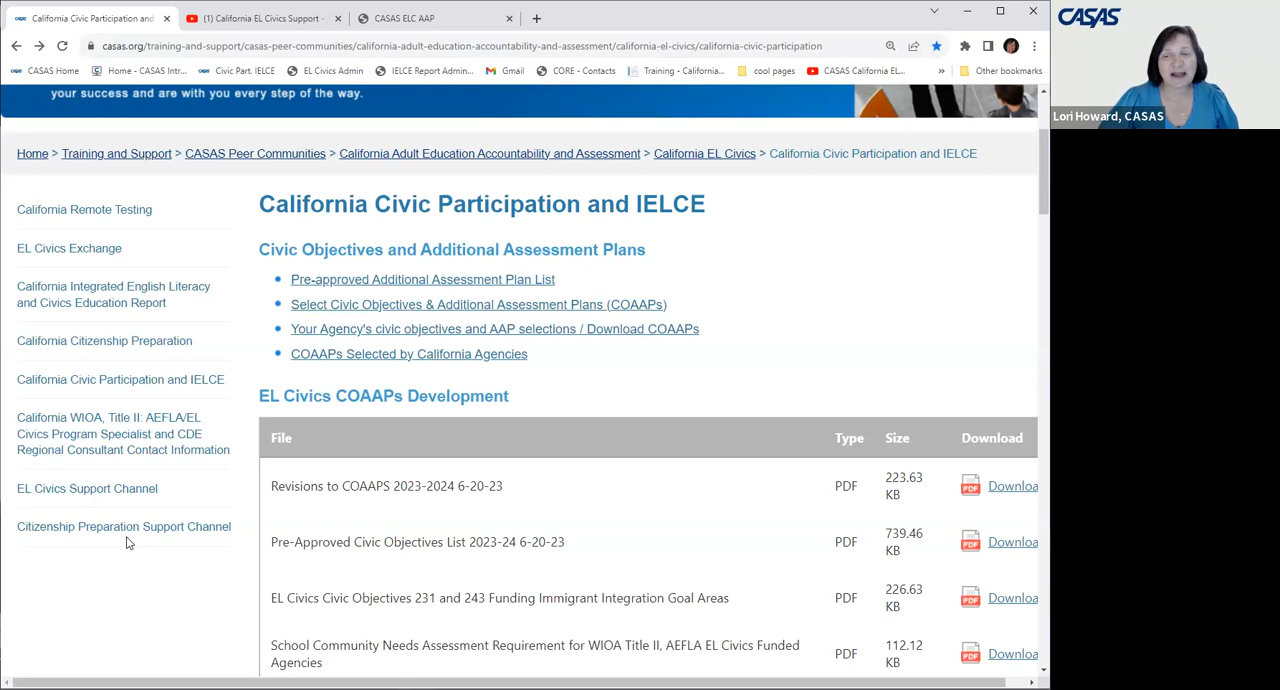 California Civic Participation and
(1) California EL Civics Support -
CASAS ELC AAP
casas.org/training-and-support/casas-peer-communities/california-adult-education-accountability-and-assessment/california-el-civics/california-civic-participation
CASAS Home
Home - CASAS Intr...
Civic Part. IELCE
EL Civics Admin
IELCE Report Admin...
Gmail
CORE - Contacts
Training - California...
cool pages
CASAS California EL...
»
Other bookmarks
CASAS
Lori Howard, CASAS
your success and are with you every step of the way.
Home > Training and Support > CASAS Peer Communities > California Adult Education Accountability and Assessment > California EL Civics > California Civic Participation and IELCE
California Remote Testing
EL Civics Exchange
California Integrated English Literacy
and Civics Education Report
California Citizenship Preparation
California Civic Participation and IELCE
California WIOA, Title II: AEFLA/EL
Civics Program Specialist and CDE
Regional Consultant Contact Information
EL Civics Support Channel
Citizenship Preparation Support Channel
California Civic Participation and IELCE
Civic Objectives and Additional Assessment Plans
Pre-approved Additional Assessment Plan List
Select Civic Objectives & Additional Assessment Plans (COAAPs)
Your Agency's civic objectives and AAP selections / Download COAAPs
COAAPs Selected by California Agencies
EL Civics COAAPs Development
File Type Size Download
Revisions to COAAPS 2023-2024 6-20-23 PDF 223.63 KB PDF Downloa
Pre-Approved Civic Objectives List 2023-24 6-20-23 PDF 739.46 KB PDF Downloa
EL Civics Civic Objectives 231 and 243 Funding Immigrant Integration Goal Areas PDF 226.63 KB PDF Downloa
School Community Needs Assessment Requirement for WIOA Title II, AEFLA EL Civics Funded
Agencies PDF 112.12 KB PDF Downloa